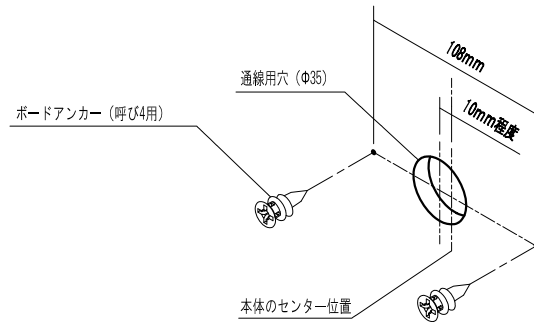 108mm
通線用穴（Φ35）
10mm程度
ボードアンカー（呼び4用）
本体のセンター位置